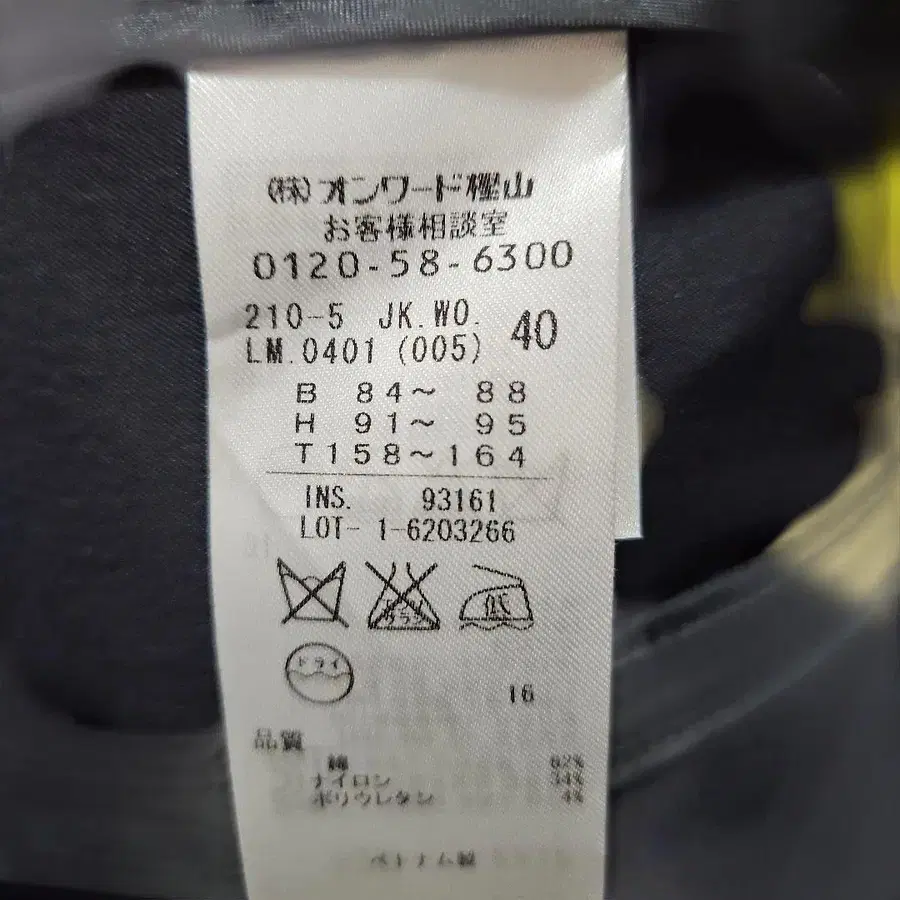 (株)オンワード樫山
お客様相談室
0120-58-6300
210-5 JK.WO. 40
LM.0401 (005)
B 84～ 88
H 91～ 95
T158～164
INS. 93161
LOT- 1-6203266
低
ドライ
16
品質
綿 62%
ナイロン 34%
ポリウレタン 4%
ベトナム製